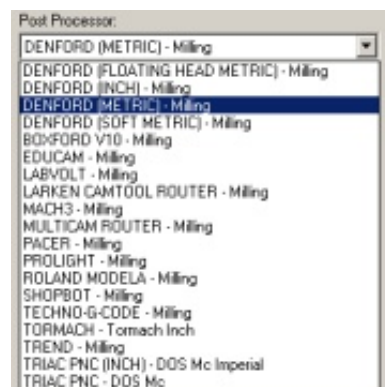 Post Processor:
DENFORD (METRIC) - Milling
DENFORD (FLOATING HEAD METRIC) - Milling
DENFORD (INCH) - Milling
DENFORD (METRIC) - Milling
DENFORD (SOFT METRIC) - Milling
BOXFORD V10 - Milling
EDUCAM - Milling
LABVOLT - Milling
LARKEN CAMTOOL ROUTER - Milling
MACH3 - Milling
MULTICAM ROUTER - Milling
PACER - Milling
PROLIGHT - Milling
ROLAND MODELA - Milling
SHOPBOT - Milling
TECHNO-G-CODE - Milling
TORMACH - Tormach Inch
TREND - Milling
TRIAC PNC (INCH) - DOS Mc Imperial
TRIAC PNC - DOS Mc